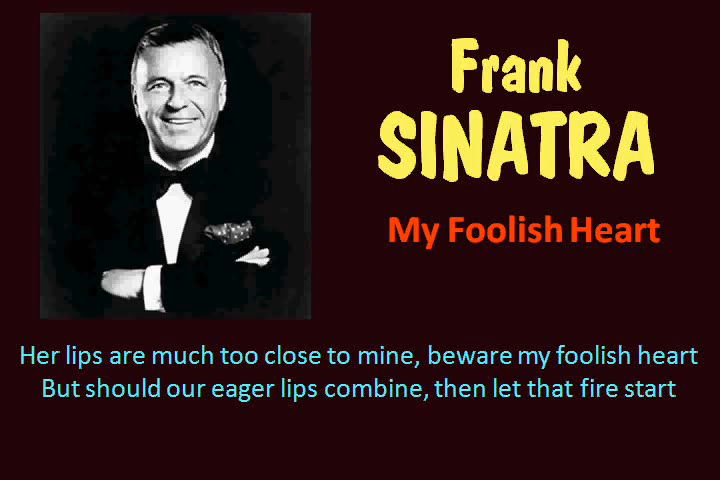 Frank
SINATRA
My Foolish Heart
Her lips are much too close to mine, beware my foolish heart
But should our eager lips combine, then let that fire start